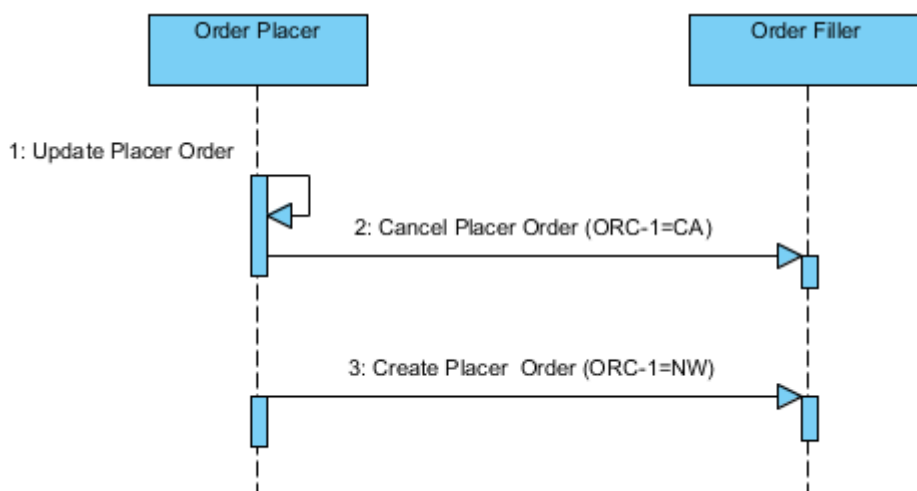 Order Placer
Order Filler
1: Update Placer Order
2: Cancel Placer Order (ORC-1=CA)
3: Create Placer  Order (ORC-1=NW)